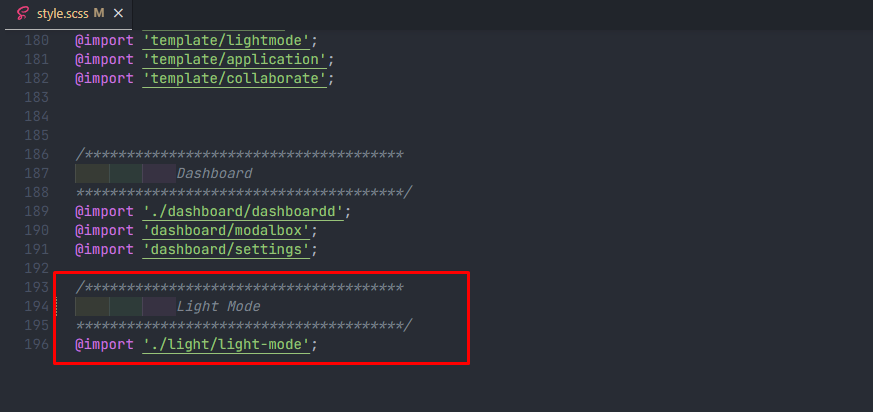 style.scss M ×
180 @import 'template/lightmode';
181 @import 'template/application';
182 @import 'template/collaborate';
183
184
185
186 /**************************************
187 Dashboard
188 ***************************************/
189 @import './dashboard/dashboardd';
190 @import 'dashboard/modalbox';
191 @import 'dashboard/settings';
192
193 /**************************************
194 Light Mode
195 ***************************************/
196 @import './light/light-mode';